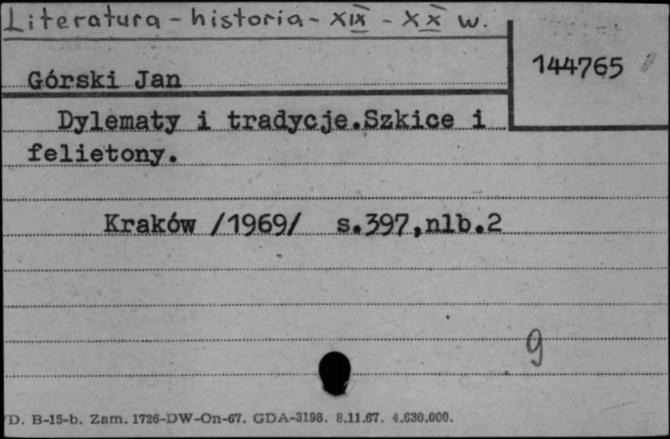 Literatura - historia - XIX - XX w.
144765
Górski Jan
Dylematy i tradycje.Szkice i
felietony.
Kraków /1969/ s.397,nlb.2
9
D. B-15-b. Zam. 1726-DW-On-67. GDA-3198. 8.11.67. 4.630.000.